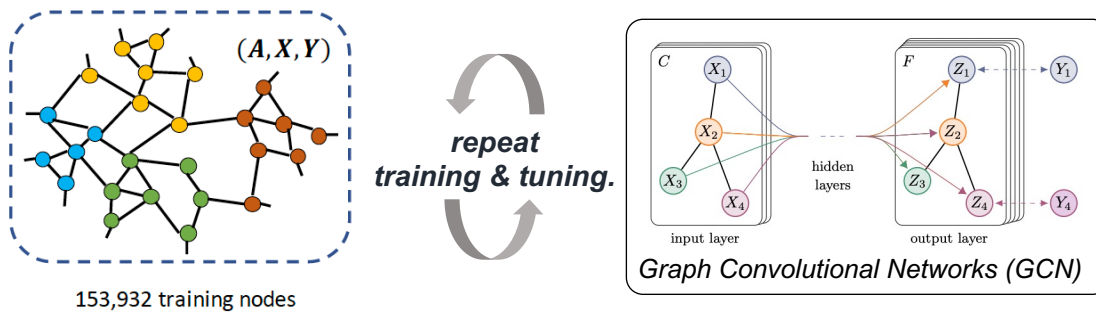 (A, X, Y)
153,932 training nodes
repeat
training & tuning.
C
X₁
X₂
X₃
X₄
input layer
hidden
layers
F
Z₁
Z₂
Z₃
Z₄
output layer
Y₁
Y₄
Graph Convolutional Networks (GCN)